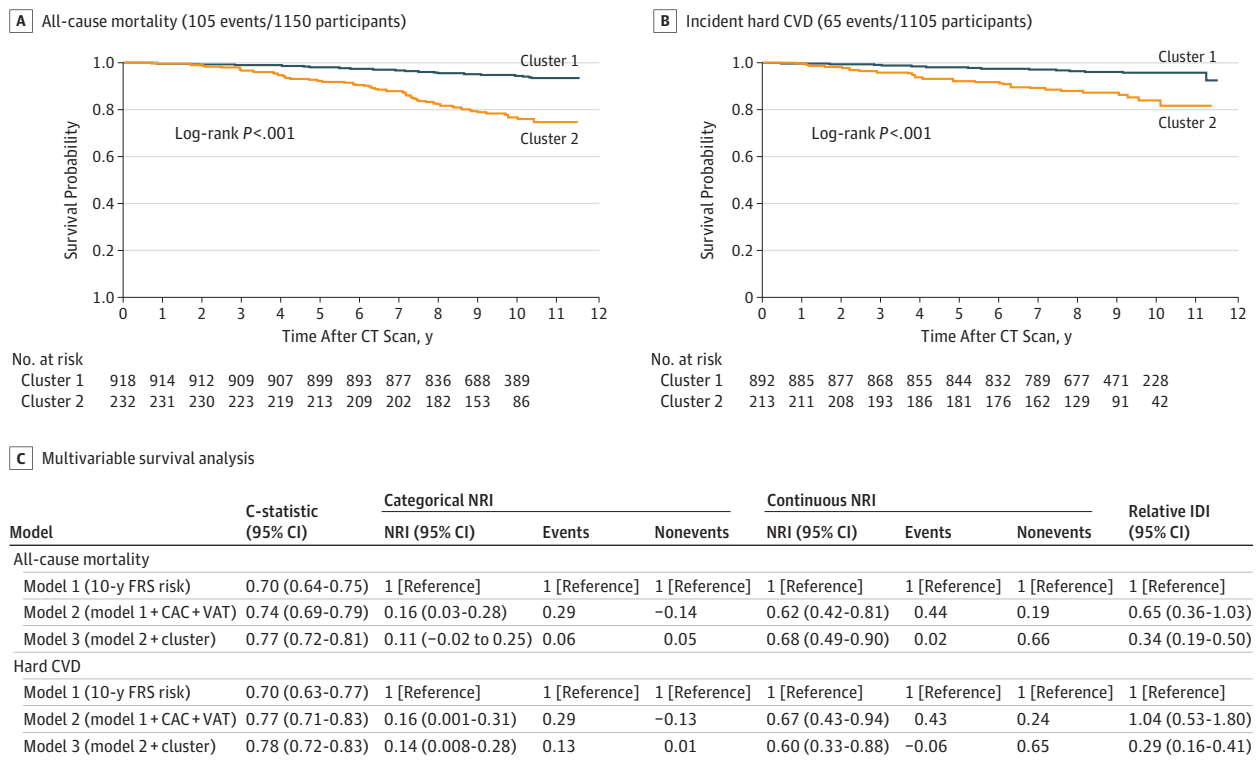 A All-cause mortality (105 events/1150 participants)
1.0
0.8
0.6
0.4
0.2
1.0
Survival Probability
Cluster 1
Cluster 2
Log-rank P<.001
0 1 2 3 4 5 6 7 8 9 10 11 12
Time After CT Scan, y
No. at risk
Cluster 1 918 914 912 909 907 899 893 877 836 688 389
Cluster 2 232 231 230 223 219 213 209 202 182 153 86
B Incident hard CVD (65 events/1105 participants)
1.0
0.8
0.6
0.4
0.2
0
Survival Probability
Cluster 1
Cluster 2
Log-rank P<.001
0 1 2 3 4 5 6 7 8 9 10 11 12
Time After CT Scan, y
No. at risk
Cluster 1 892 885 877 868 855 844 832 789 677 471 228
Cluster 2 213 211 208 193 186 181 176 162 129 91 42
C Multivariable survival analysis
Categorical NRI Continuous NRI
Model C-statistic (95% CI) NRI (95% CI) Events Nonevents NRI (95% CI) Events Nonevents Relative IDI (95% CI)
All-cause mortality
Model 1 (10-y FRS risk) 0.70 (0.64-0.75) 1 [Reference] 1 [Reference] 1 [Reference] 1 [Reference] 1 [Reference] 1 [Reference] 1 [Reference]
Model 2 (model 1 + CAC + VAT) 0.74 (0.69-0.79) 0.16 (0.03-0.28) 0.29 −0.14 0.62 (0.42-0.81) 0.44 0.19 0.65 (0.36-1.03)
Model 3 (model 2 + cluster) 0.77 (0.72-0.81) 0.11 (−0.02 to 0.25) 0.06 0.05 0.68 (0.49-0.90) 0.02 0.66 0.34 (0.19-0.50)
Hard CVD
Model 1 (10-y FRS risk) 0.70 (0.63-0.77) 1 [Reference] 1 [Reference] 1 [Reference] 1 [Reference] 1 [Reference] 1 [Reference] 1 [Reference]
Model 2 (model 1 + CAC + VAT) 0.77 (0.71-0.83) 0.16 (0.001-0.31) 0.29 −0.13 0.67 (0.43-0.94) 0.43 0.24 1.04 (0.53-1.80)
Model 3 (model 2 + cluster) 0.78 (0.72-0.83) 0.14 (0.008-0.28) 0.13 0.01 0.60 (0.33-0.88) −0.06 0.65 0.29 (0.16-0.41)